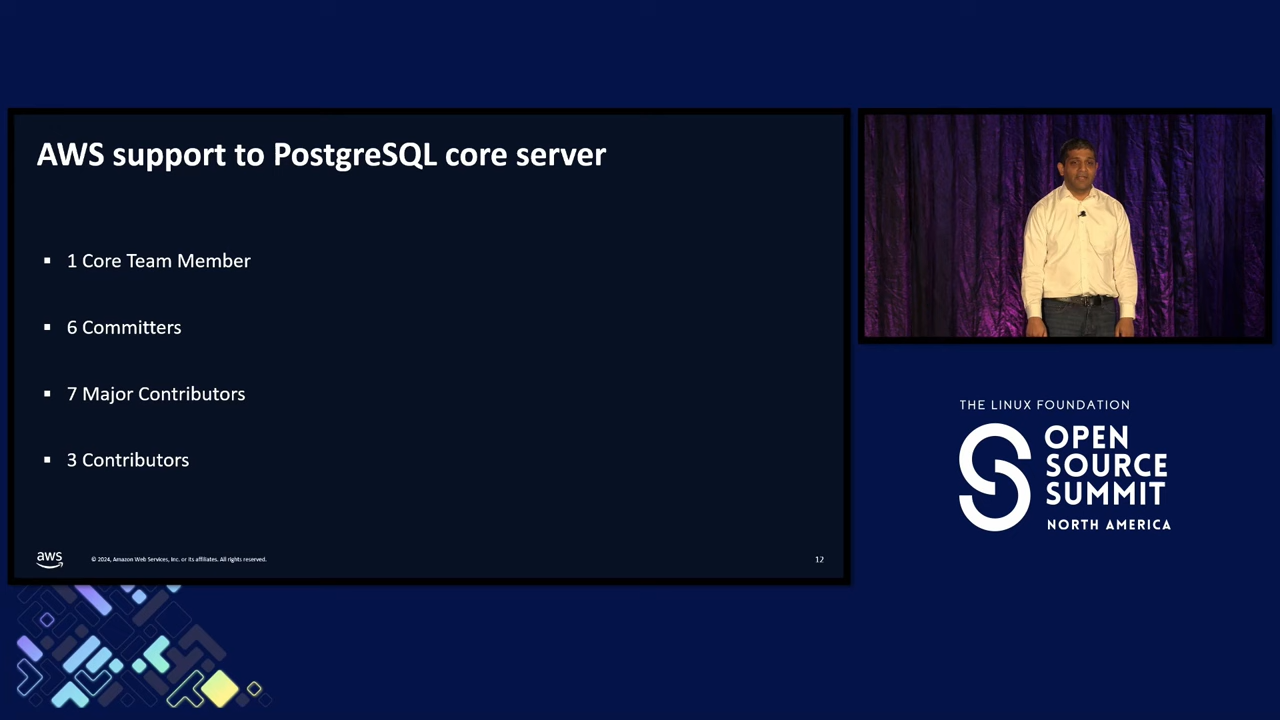 AWS support to PostgreSQL core server
▪ 1 Core Team Member
▪ 6 Committers
▪ 7 Major Contributors
▪ 3 Contributors
aws
© 2024, Amazon Web Services, Inc. or its affiliates. All rights reserved.
12
THE LINUX FOUNDATION
OPEN
SOURCE
SUMMIT
NORTH AMERICA